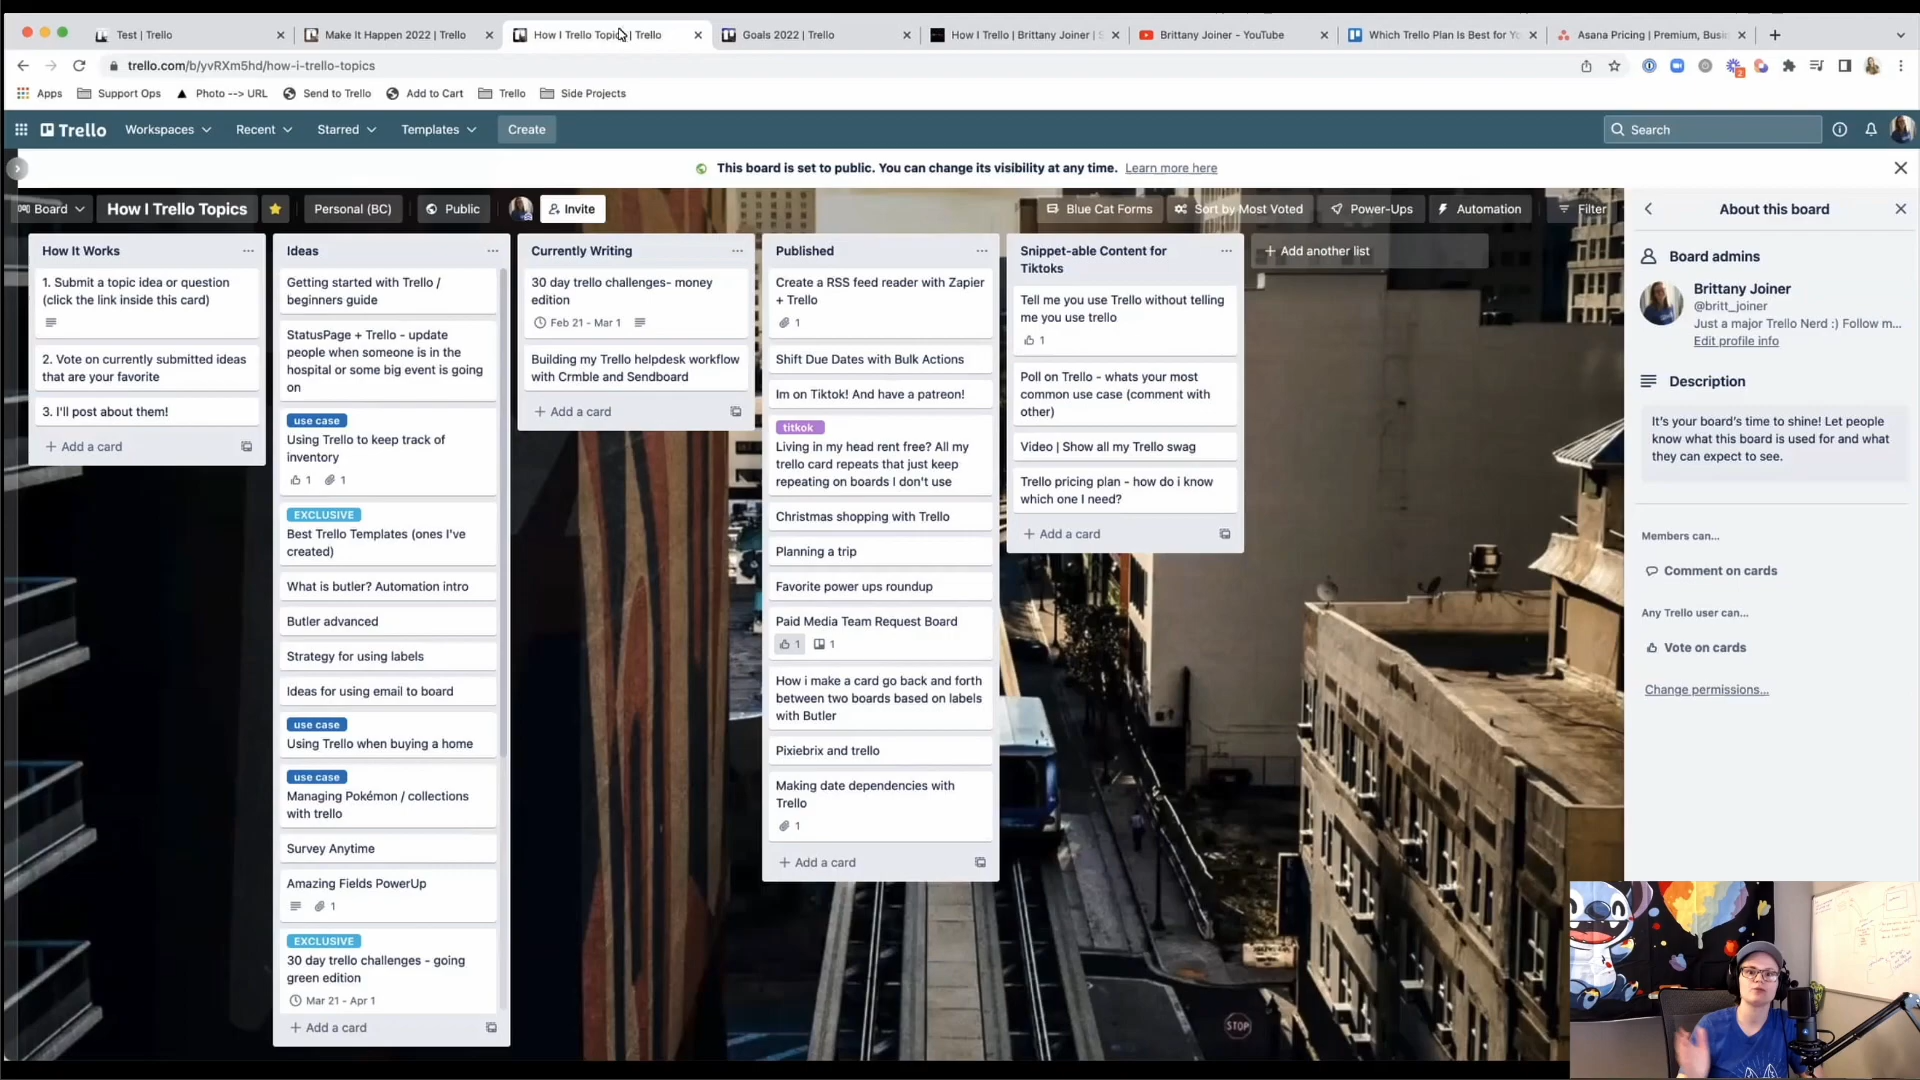 Test | Trello
Make It Happen 2022 | Trello
How I Trello Topics | Trello
Goals 2022 | Trello
How I Trello | Brittany Joiner |
Brittany Joiner - YouTube
Which Trello Plan Is Best for Yo
Asana Pricing | Premium, Busi
trello.com/b/yvRXm5hd/how-i-trello-topics
2
Apps
Support Ops
Photo --> URL
Send to Trello
Add to Cart
Trello
Side Projects
Trello
Workspaces
Recent
Starred
Templates
Create
Search
This board is set to public. You can change its visibility at any time. Learn more here
Board
How I Trello Topics
Personal (BC)
Public
Invite
Blue Cat Forms
Sort by Most Voted
Power-Ups
Automation
Filter
How It Works
1. Submit a topic idea or question
(click the link inside this card)
2. Vote on currently submitted ideas
that are your favorite
3. I'll post about them!
+ Add a card
Ideas
Getting started with Trello /
beginners guide
StatusPage + Trello - update
people when someone is in the
hospital or some big event is going
on
use case
Using Trello to keep track of
inventory
1 1
EXCLUSIVE
Best Trello Templates (ones I've
created)
What is butler? Automation intro
Butler advanced
Strategy for using labels
Ideas for using email to board
use case
Using Trello when buying a home
use case
Managing Pokémon / collections
with trello
Survey Anytime
Amazing Fields PowerUp
1
EXCLUSIVE
30 day trello challenges - going
green edition
Mar 21 - Apr 1
+ Add a card
Currently Writing
30 day trello challenges- money
edition
Feb 21 - Mar 1
Building my Trello helpdesk workflow
with Crmble and Sendboard
+ Add a card
Published
Create a RSS feed reader with Zapier
+ Trello
1
Shift Due Dates with Bulk Actions
Im on Tiktok! And have a patreon!
titkok
Living in my head rent free? All my
trello card repeats that just keep
repeating on boards I don't use
Christmas shopping with Trello
Planning a trip
Favorite power ups roundup
Paid Media Team Request Board
1 1
How i make a card go back and forth
between two boards based on labels
with Butler
Pixiebrix and trello
Making date dependencies with
Trello
1
+ Add a card
Snippet-able Content for
Tiktoks
Tell me you use Trello without telling
me you use trello
1
Poll on Trello - whats your most
common use case (comment with
other)
Video | Show all my Trello swag
Trello pricing plan - how do i know
which one I need?
+ Add a card
+ Add another list
About this board
Board admins
Brittany Joiner
@britt_joiner
Just a major Trello Nerd :) Follow m...
Edit profile info
Description
It's your board's time to shine! Let people
know what this board is used for and what
they can expect to see.
Members can...
Comment on cards
Any Trello user can...
Vote on cards
Change permissions...
STOP